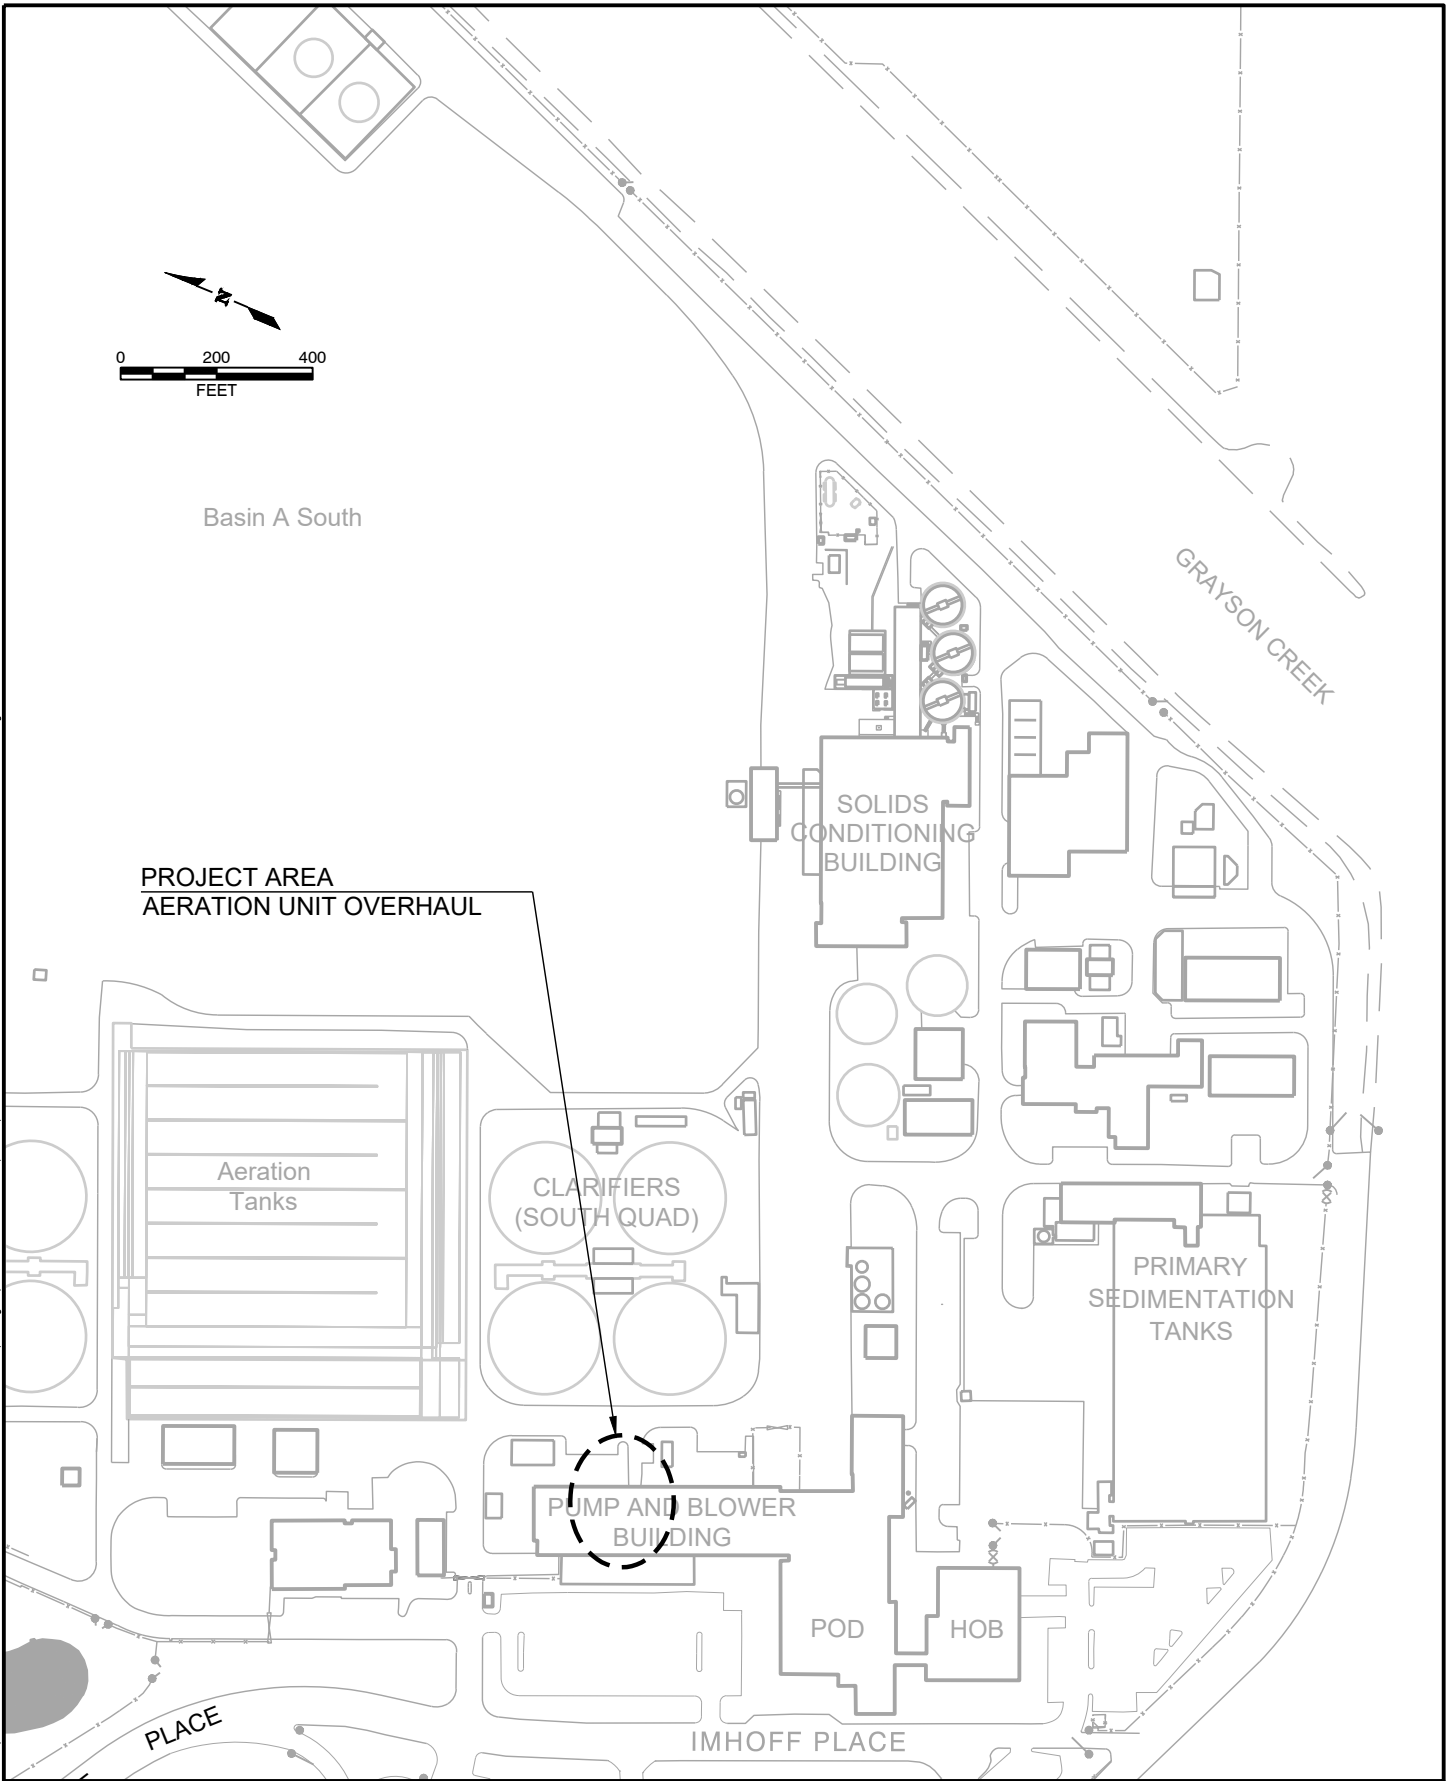 N
0 200 400
FEET
Basin A South
GRAYSON CREEK
SOLIDS
CONDITIONING
BUILDING
PROJECT AREA
AERATION UNIT OVERHAUL
Aeration
Tanks
CLARIFIERS
(SOUTH QUAD)
PRIMARY
SEDIMENTATION
TANKS
PUMP AND BLOWER
BUILDING
POD
HOB
PLACE
IMHOFF PLACE